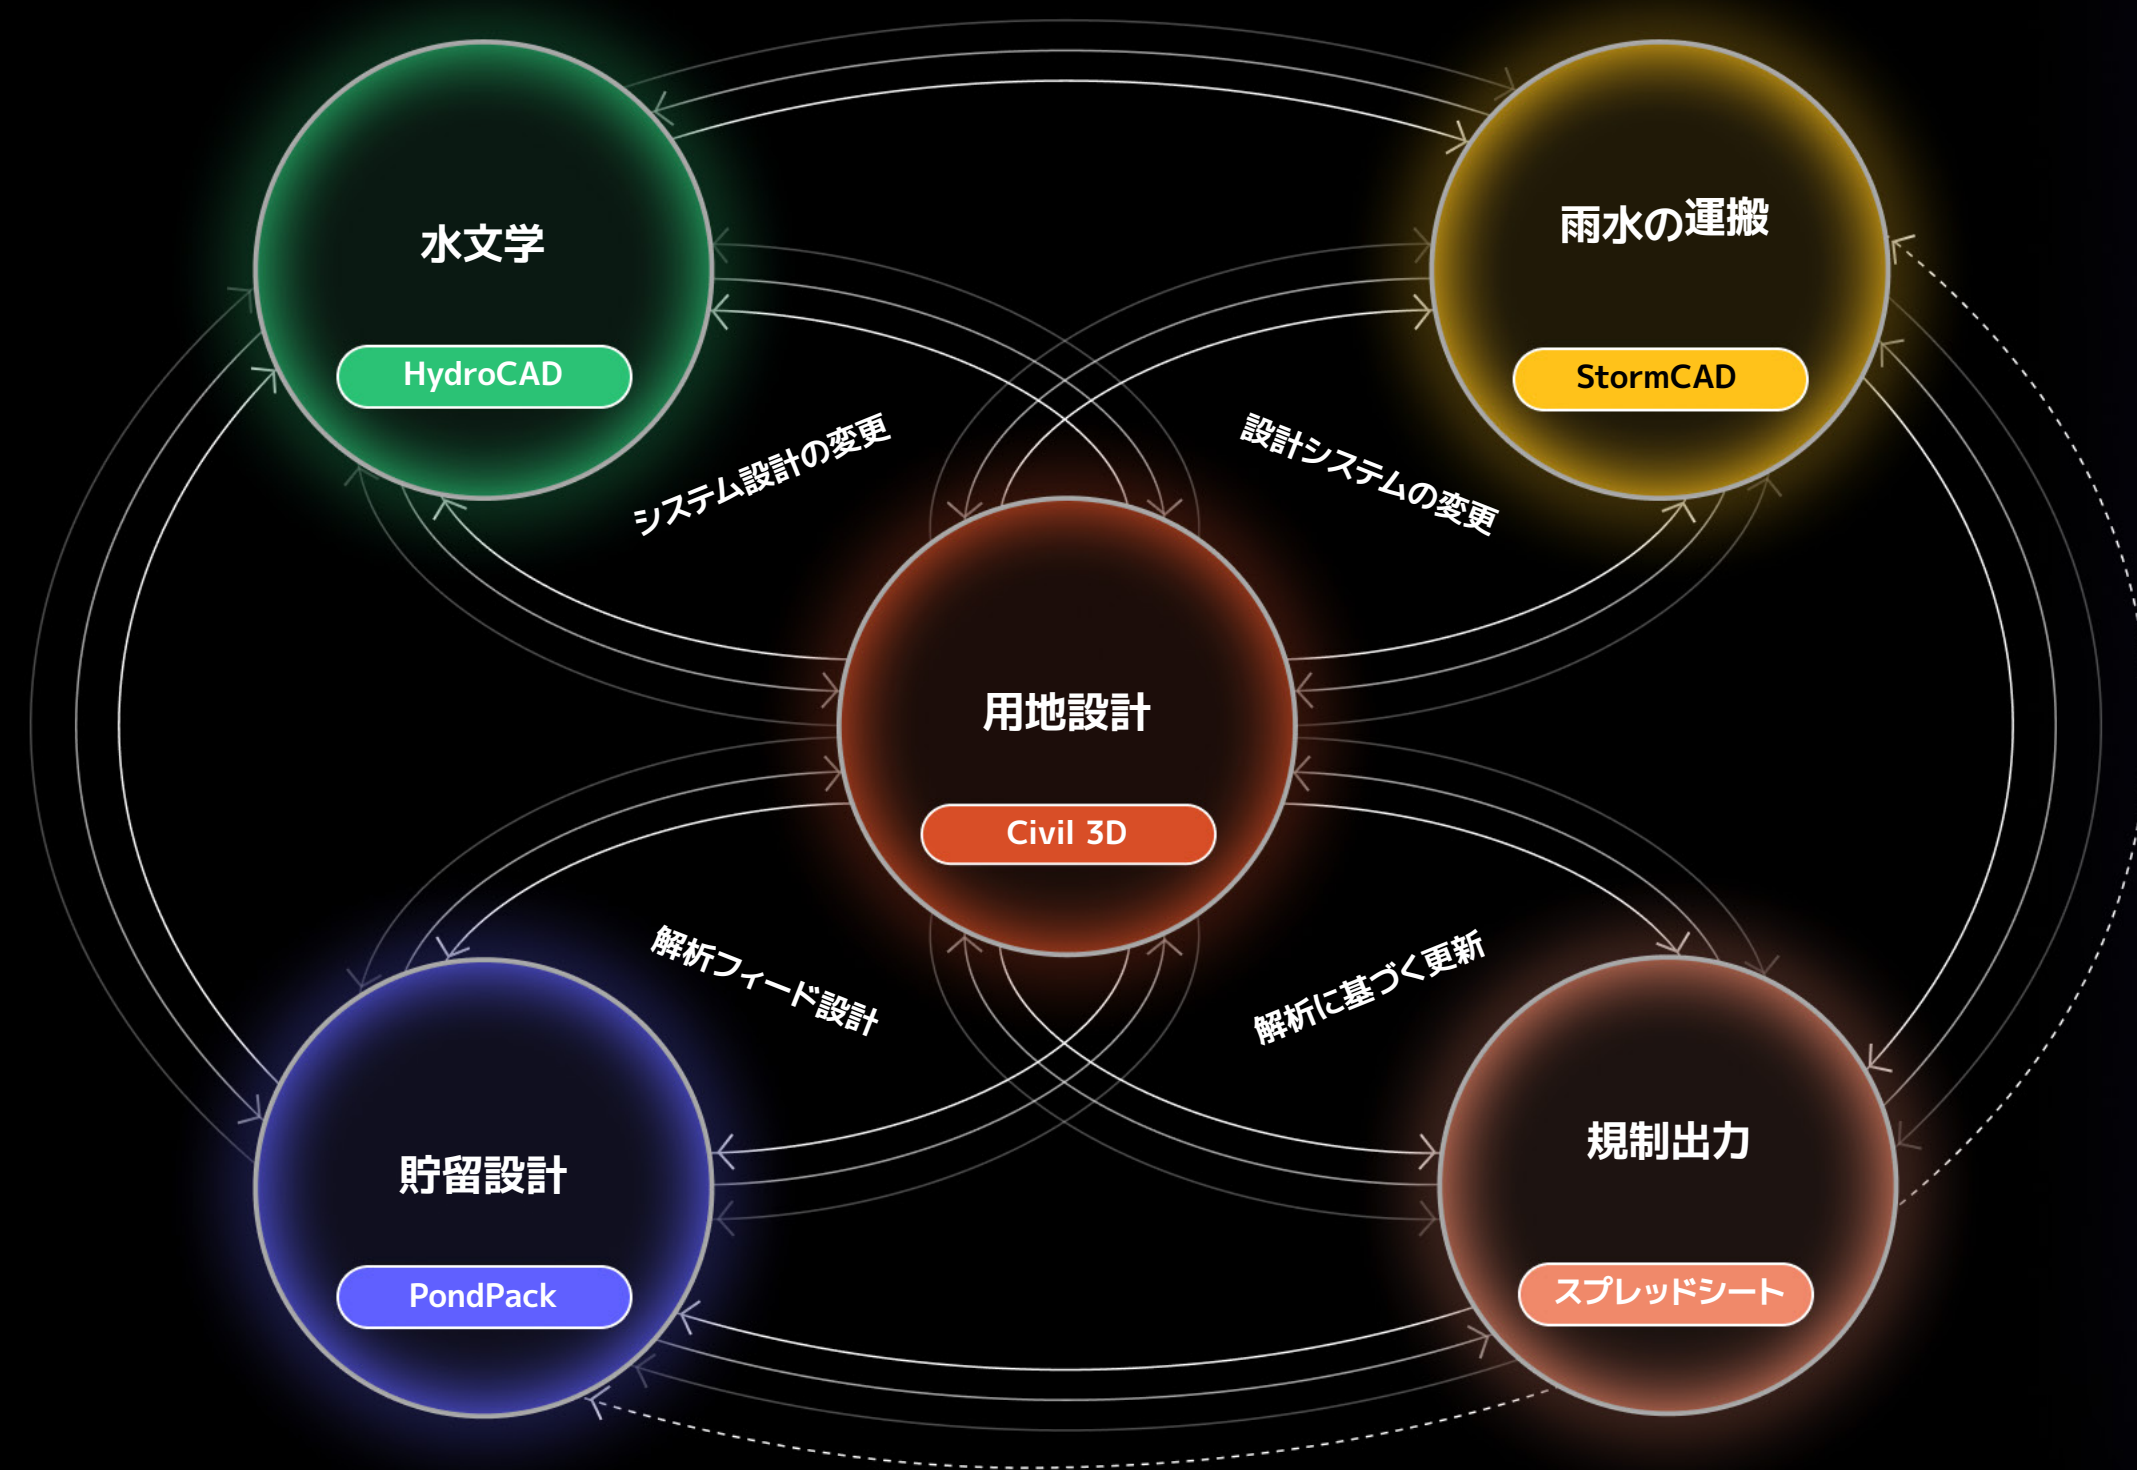 水文学
HydroCAD
雨水の運搬
StormCAD
システム設計の変更
設計システムの変更
用地設計
Civil 3D
解析フィード設計
解析に基づく更新
貯留設計
PondPack
規制出力
スプレッドシート